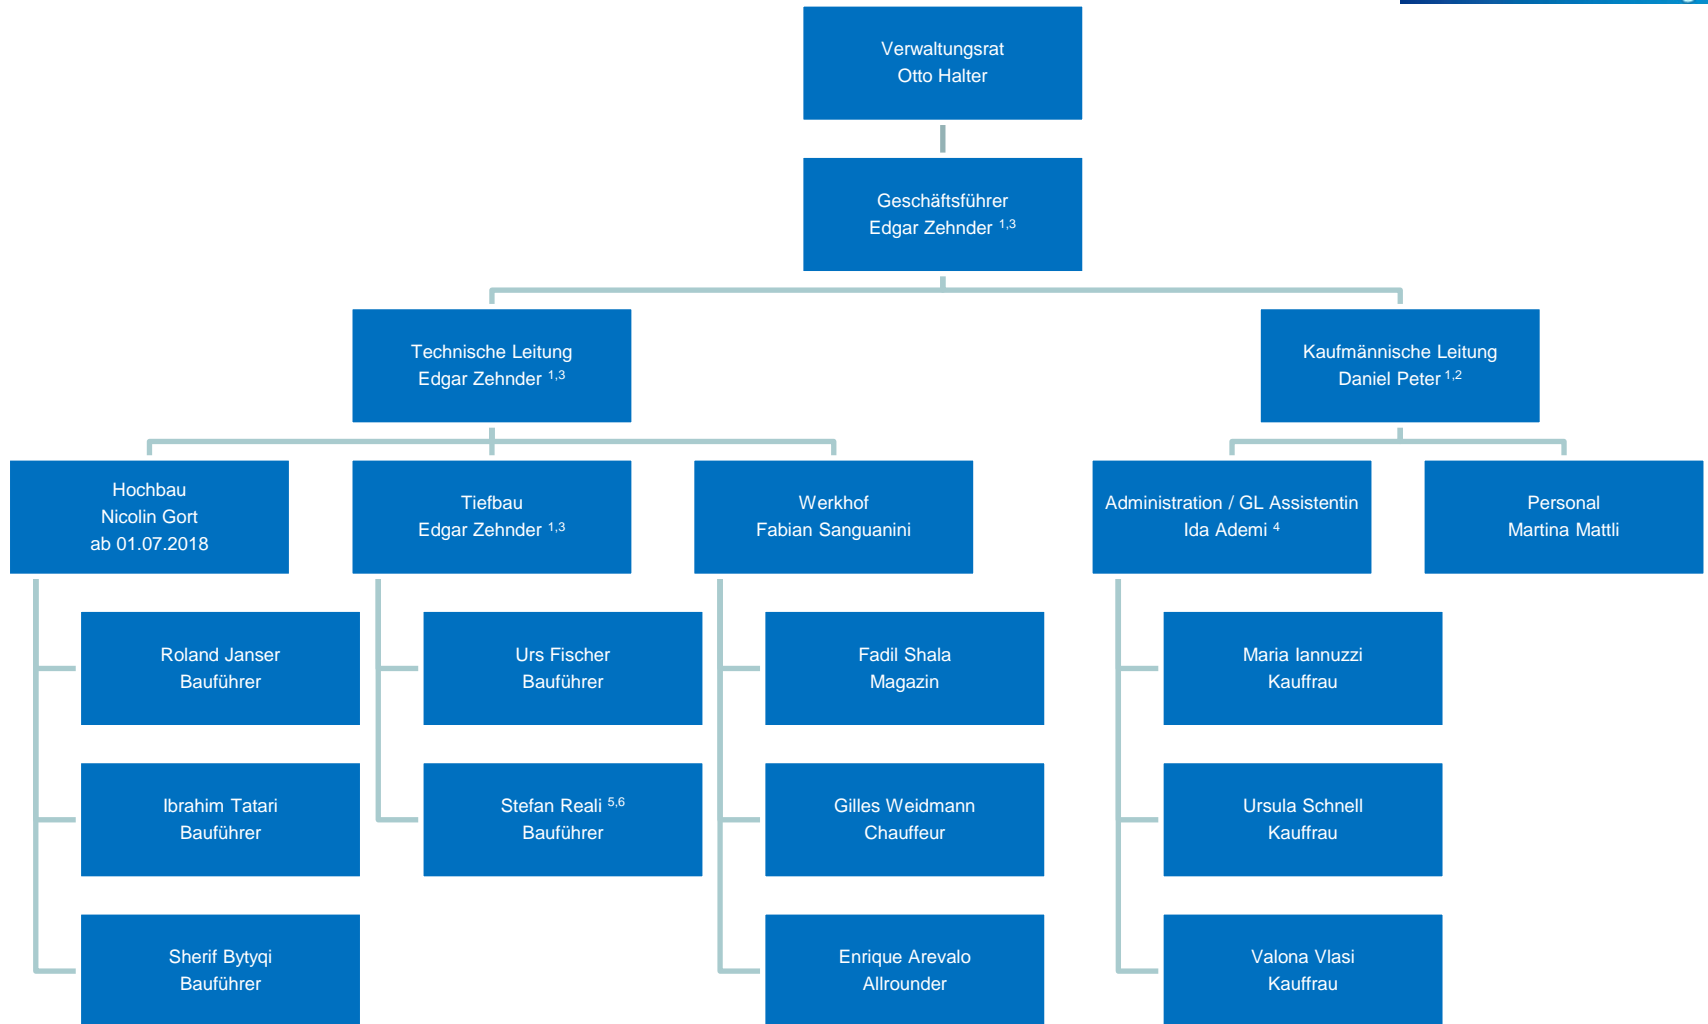 Verwaltungsrat
Otto Halter
Geschäftsführer
Edgar Zehnder 1,3
Technische Leitung
Edgar Zehnder 1,3
Kaufmännische Leitung
Daniel Peter 1,2
Hochbau
Nicolin Gort
ab 01.07.2018
Tiefbau
Edgar Zehnder 1,3
Werkhof
Fabian Sanguanini
Administration / GL Assistentin
Ida Ademi 4
Personal
Martina Mattli
Roland Janser
Bauführer
Urs Fischer
Bauführer
Fadil Shala
Magazin
Maria Iannuzzi
Kauffrau
Ibrahim Tatari
Bauführer
Stefan Reali 5,6
Bauführer
Gilles Weidmann
Chauffeur
Ursula Schnell
Kauffrau
Sherif Bytyqi
Bauführer
Enrique Arevalo
Allrounder
Valona Vlasi
Kauffrau